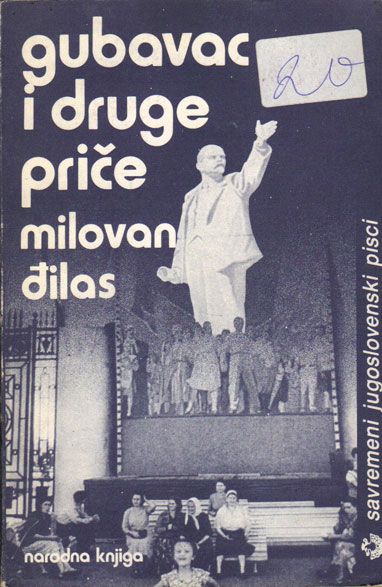 gubavac
i druge
priče
milovan
đilas
20
savremeni jugoslovenski pisci
narodna knjiga